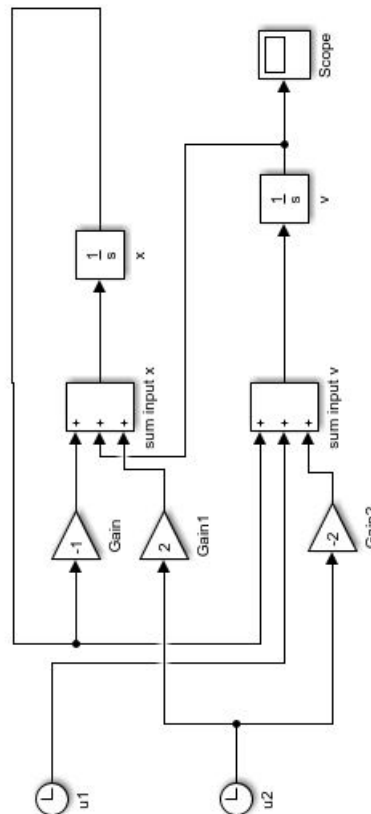 -1
Gain
+
+
+
sum input x
1
s
x
u1
2
Gain1
u2
+
+
+
sum input v
1
s
v
Scope
-2